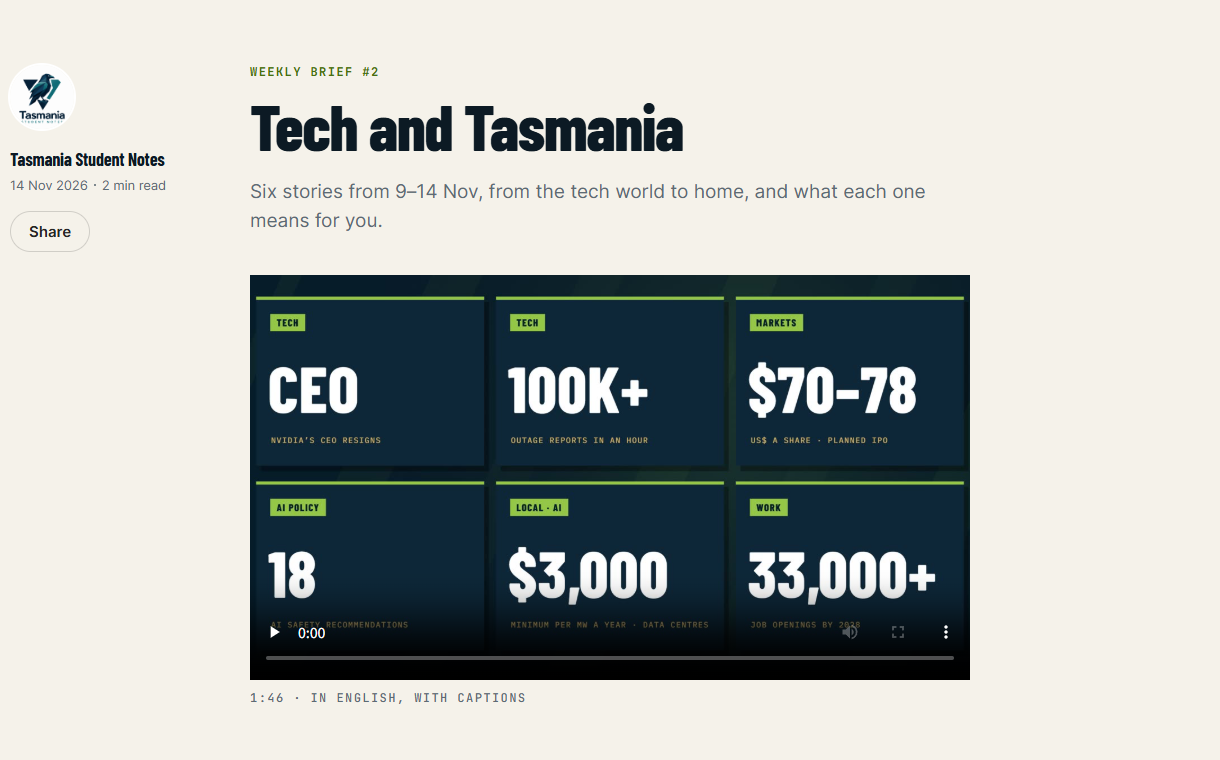 Tasmania
STUDENT NOTES
Tasmania Student Notes
14 Nov 2026 · 2 min read
Share
WEEKLY BRIEF #2
Tech and Tasmania
Six stories from 9–14 Nov, from the tech world to home, and what each one
means for you.
TECH
CEO
NVIDIA'S CEO RESIGNS
TECH
100K+
OUTAGE REPORTS IN AN HOUR
MARKETS
$70–78
US$ A SHARE · PLANNED IPO
AI POLICY
18
AI SAFETY RECOMMENDATIONS
LOCAL · AI
$3,000
MINIMUM PER MW A YEAR · DATA CENTRES
WORK
33,000+
JOB OPENINGS BY 2028
0:00
1:46 · IN ENGLISH, WITH CAPTIONS